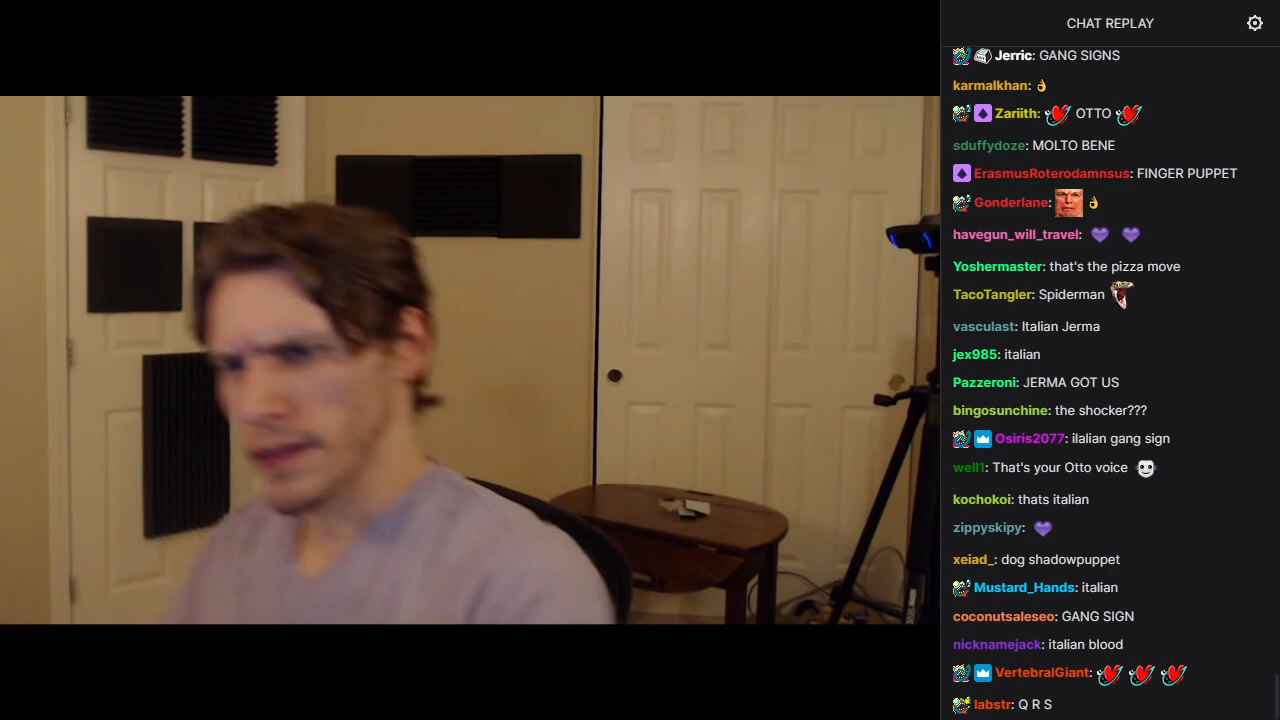 CHAT REPLAY
Jerric: GANG SIGNS
karmalkhan: 👌
Zariith: OTTO
sduffydoze: MOLTO BENE
ErasmusRoterodamnsus: FINGER PUPPET
Gonderlane: 👌
havegun_will_travel: 💜 💜
Yoshermaster: that's the pizza move
TacoTangler: Spiderman
vasculast: Italian Jerma
jex985: italian
Pazzeroni: JERMA GOT US
bingosunchine: the shocker???
Osiris2077: ilalian gang sign
well1: That's your Otto voice
kochokoi: thats italian
zippyskipy: 💜
xeiad_: dog shadowpuppet
Mustard_Hands: italian
coconutsaleseo: GANG SIGN
nicknamejack: italian blood
VertebralGiant:
labstr: Q R S